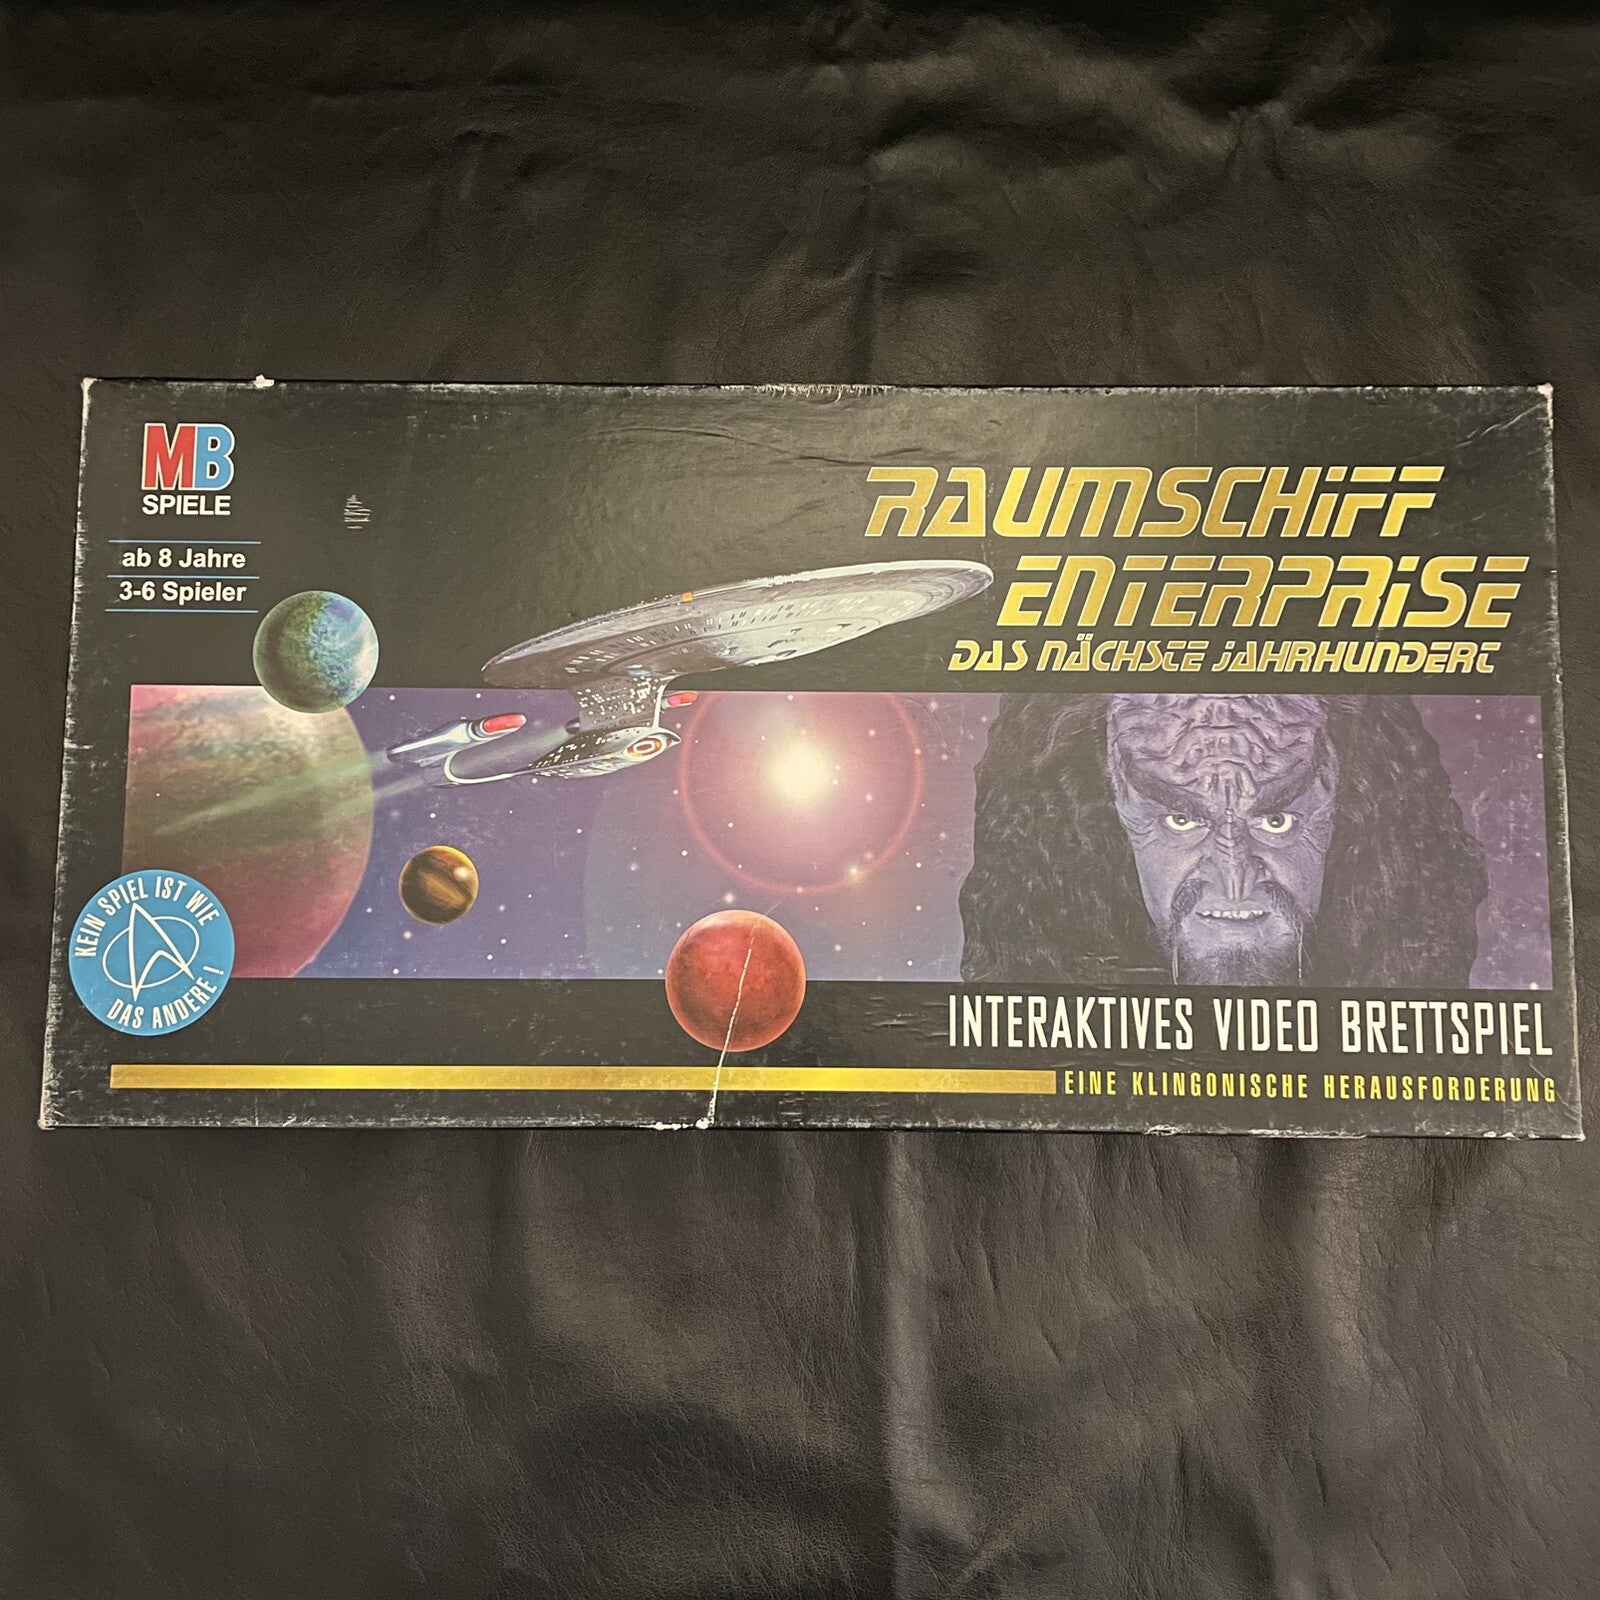 MB
SPIELE
ab 8 Jahre
3-6 Spieler
RAUMSCHIFF
ENTERPRISE
DAS NÄCHSTE JAHRHUNDERT
KEIN SPIEL IST WIE
DAS ANDERE!
INTERAKTIVES VIDEO BRETTSPIEL
EINE KLINGONISCHE HERAUSFORDERUNG